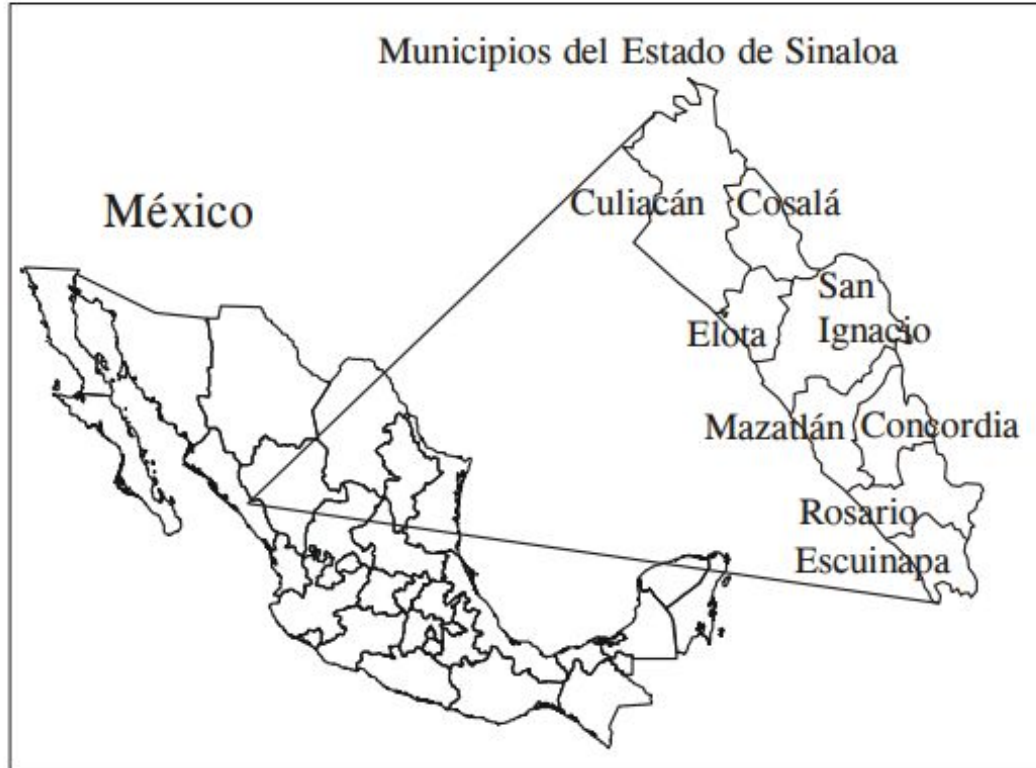 Municipios del Estado de Sinaloa
México
Culiacán
Cosalá
San
Ignacio
Elota
Mazatlán
Concordia
Rosario
Escuinapa